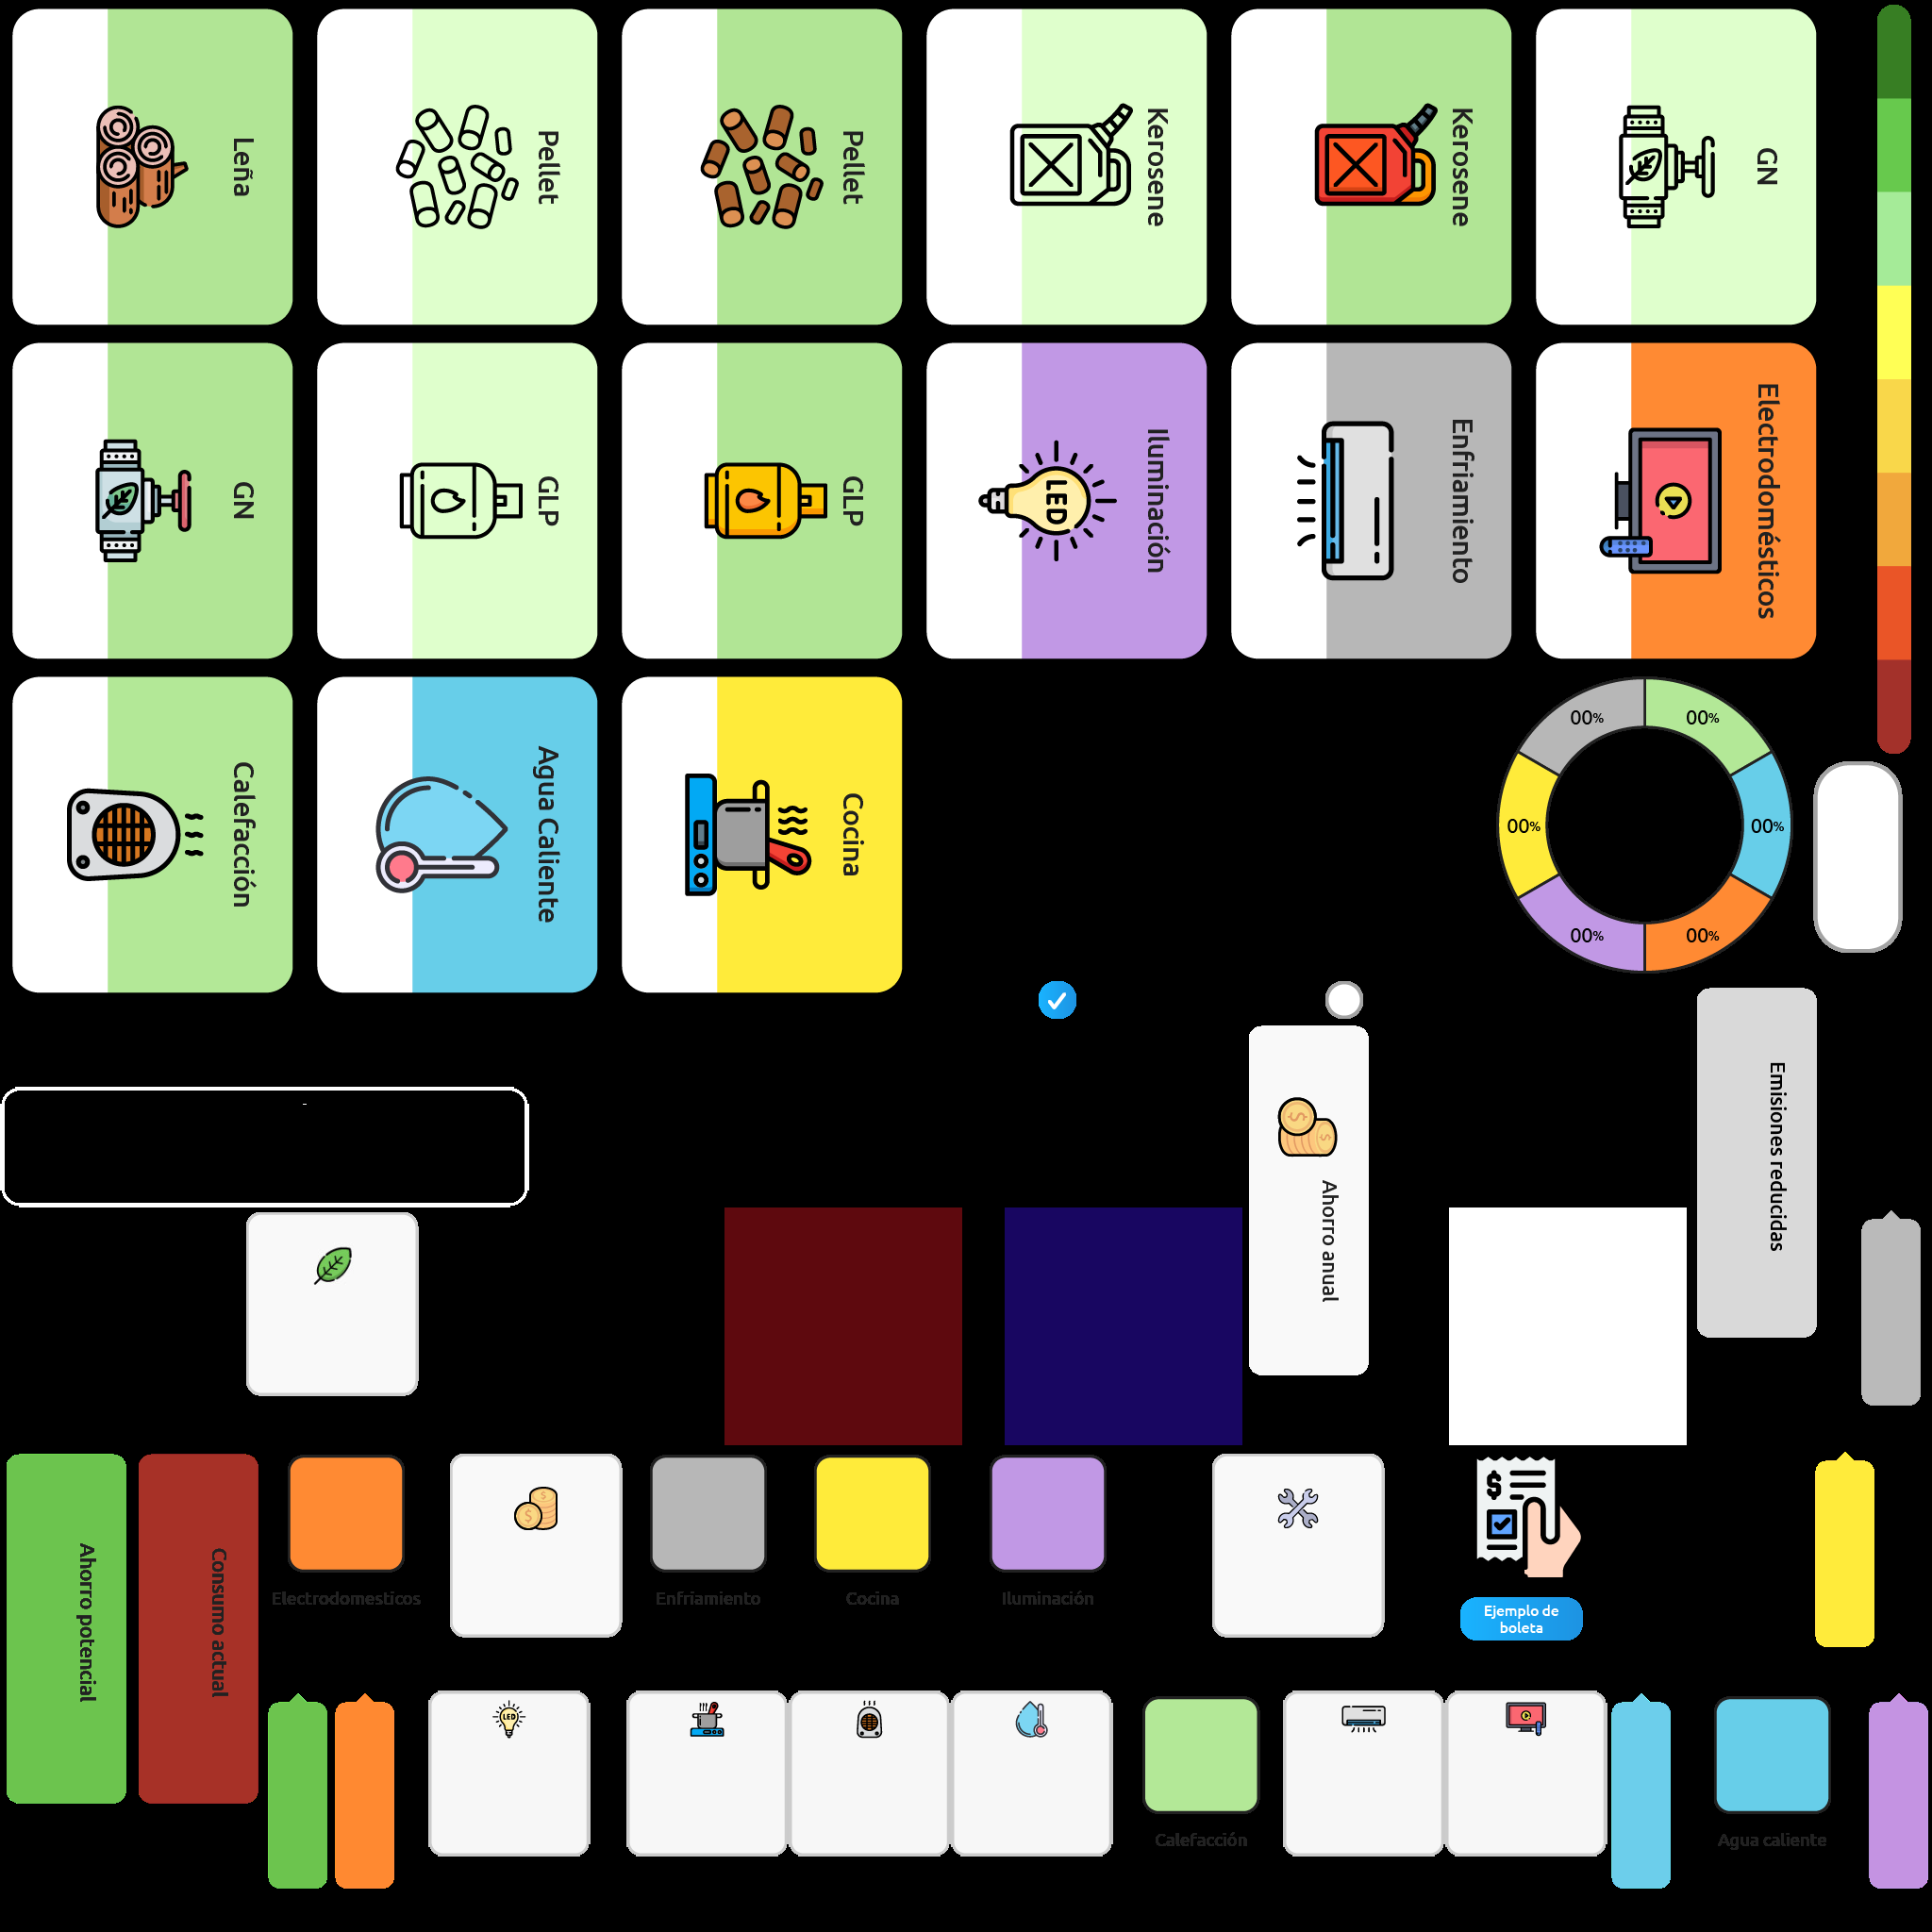 Leña
Pellet
Pellet
Kerosene
Kerosene
GN
GN
GLP
GLP
LED
Iluminación
Enfriamiento
Electrodomésticos
Calefacción
Agua Caliente
Cocina
00%
00%
00%
00%
00%
00%
-
Ahorro anual
Emisiones reducidas
Ahorro potencial
Consumo actual
Electrodomesticos
Enfriamiento
Cocina
Iluminación
Ejemplo de
boleta
LED
Calefacción
Agua caliente